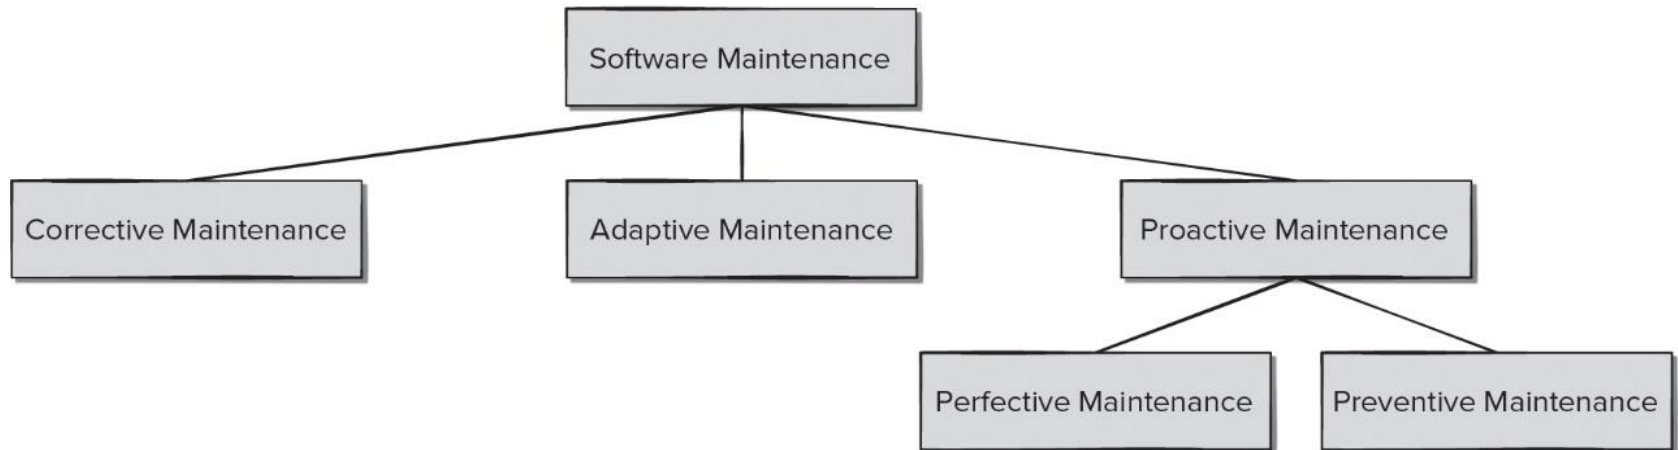 Software Maintenance
Corrective Maintenance
Adaptive Maintenance
Proactive Maintenance
Perfective Maintenance
Preventive Maintenance